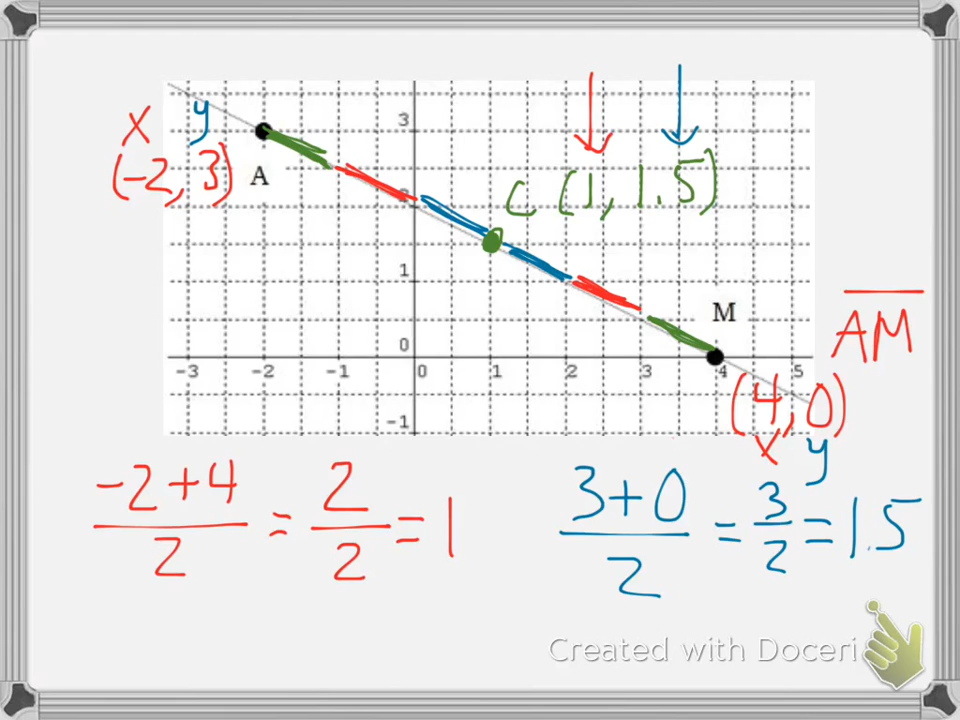 x y
(-2, 3)
A
C (1, 1.5)
3
2
1
0
-1
-3 -2 -1 0 1 2 3 4 5
M
AM
(4, 0)
x y
-2+4/2 = 2/2 = 1
3+0/2 = 3/2 = 1.5
Created with Doceri